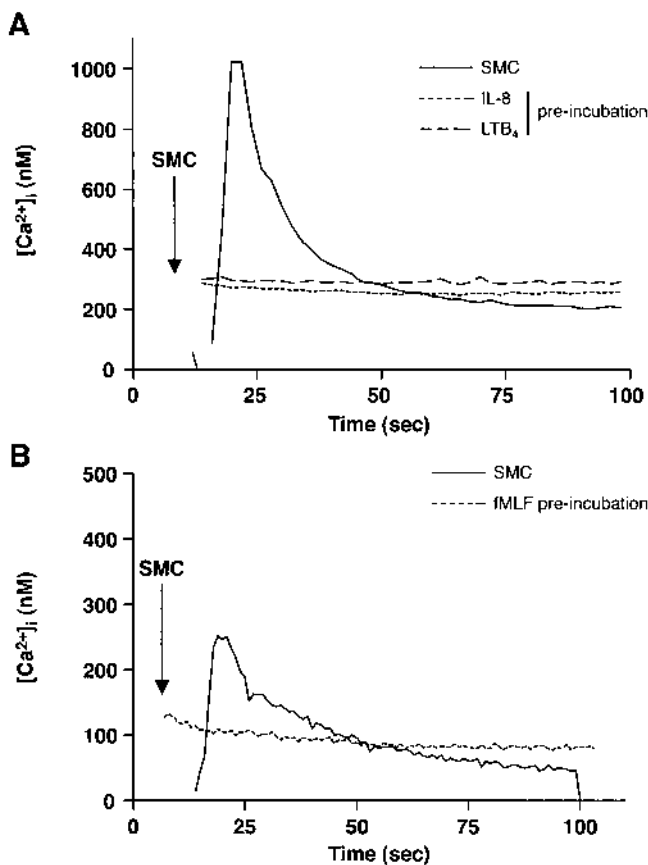 A
1000
800
600
400
200
0
[Ca²⁺]ᵢ (nM)
SMC
SMC
IL-8
LTB₄
pre-incubation
0 25 50 75 100
Time (sec)
B
500
400
300
200
100
0
[Ca²⁺]ᵢ (nM)
SMC
SMC
fMLF pre-incubation
0 25 50 75 100
Time (sec)